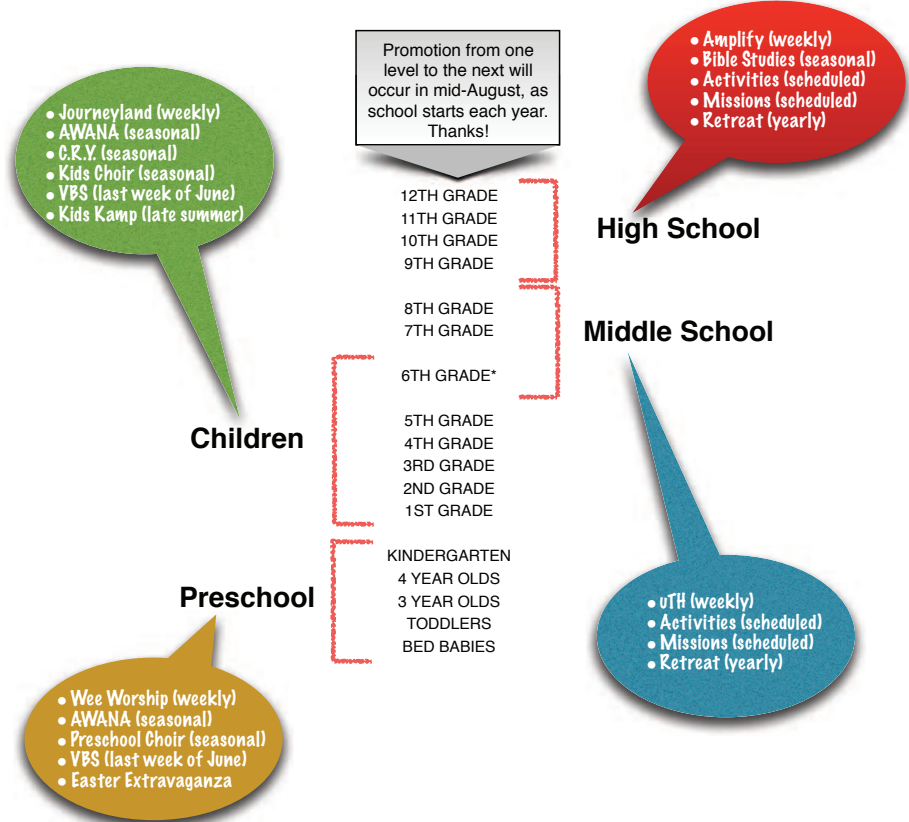 Promotion from one
level to the next will
occur in mid-August, as
school starts each year.
Thanks!
• Amplify (weekly)
• Bible Studies (seasonal)
• Activities (scheduled)
• Missions (scheduled)
• Retreat (yearly)
• Journeyland (weekly)
• AWANA (seasonal)
• C.R.Y. (seasonal)
• Kids Choir (seasonal)
• VBS (last week of June)
• Kids Kamp (late summer)
12TH GRADE
11TH GRADE
10TH GRADE
9TH GRADE
High School
8TH GRADE
7TH GRADE
Middle School
6TH GRADE*
Children
5TH GRADE
4TH GRADE
3RD GRADE
2ND GRADE
1ST GRADE
KINDERGARTEN
4 YEAR OLDS
3 YEAR OLDS
TODDLERS
BED BABIES
Preschool
• uTH (weekly)
• Activities (scheduled)
• Missions (scheduled)
• Retreat (yearly)
• Wee Worship (weekly)
• AWANA (seasonal)
• Preschool Choir (seasonal)
• VBS (last week of June)
• Easter Extravaganza